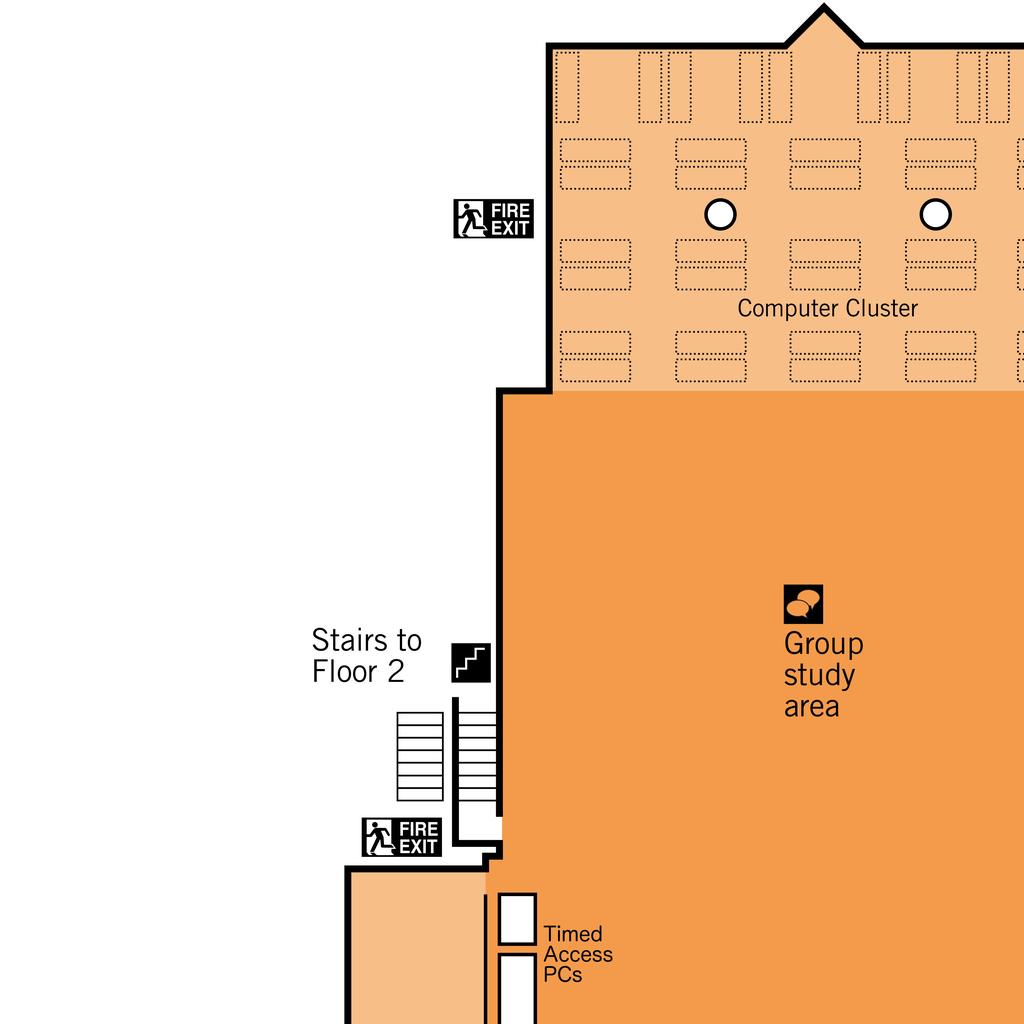 FIRE
EXIT
Computer Cluster
Stairs to
Floor 2
Group
study
area
FIRE
EXIT
Timed
Access
PCs